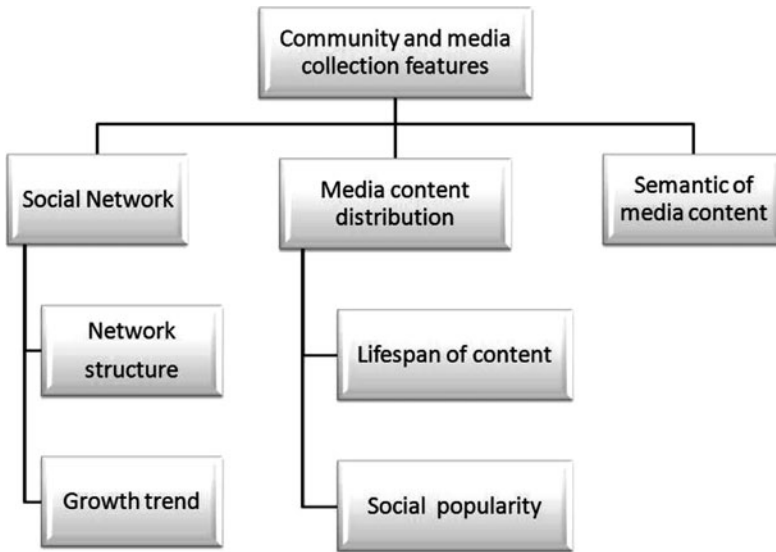 Community and media
collection features
Social Network
Media content
distribution
Semantic of
media content
Network
structure
Lifespan of content
Growth trend
Social popularity